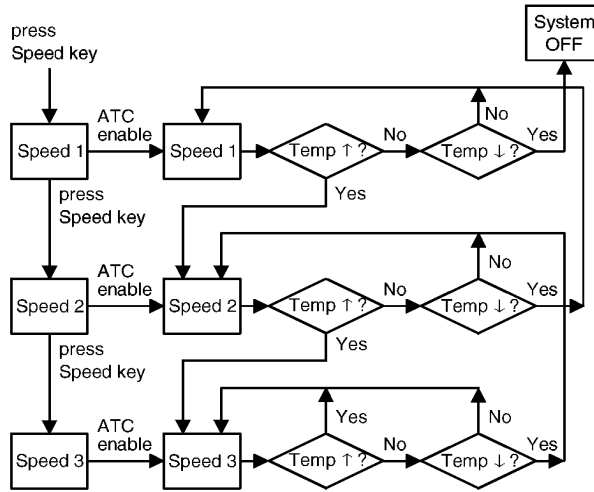 press
Speed key
System
OFF
ATC
enable
No
Speed 1
Speed 1
Temp ↑ ?
No
Temp ↓ ?
Yes
Yes
press
Speed key
ATC
enable
No
Speed 2
Speed 2
Temp ↑ ?
No
Temp ↓ ?
Yes
Yes
press
Speed key
ATC
enable
Yes
No
Speed 3
Speed 3
Temp ↑ ?
No
Temp ↓ ?
Yes